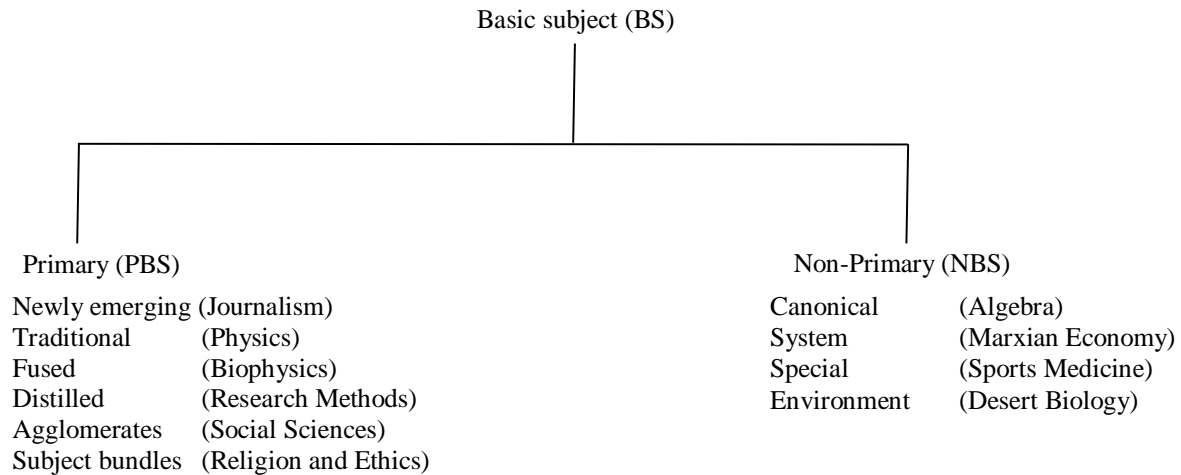 Basic subject (BS)
Primary (PBS)
Newly emerging (Journalism)
Traditional (Physics)
Fused (Biophysics)
Distilled (Research Methods)
Agglomerates (Social Sciences)
Subject bundles (Religion and Ethics)
Non-Primary (NBS)
Canonical (Algebra)
System (Marxian Economy)
Special (Sports Medicine)
Environment (Desert Biology)